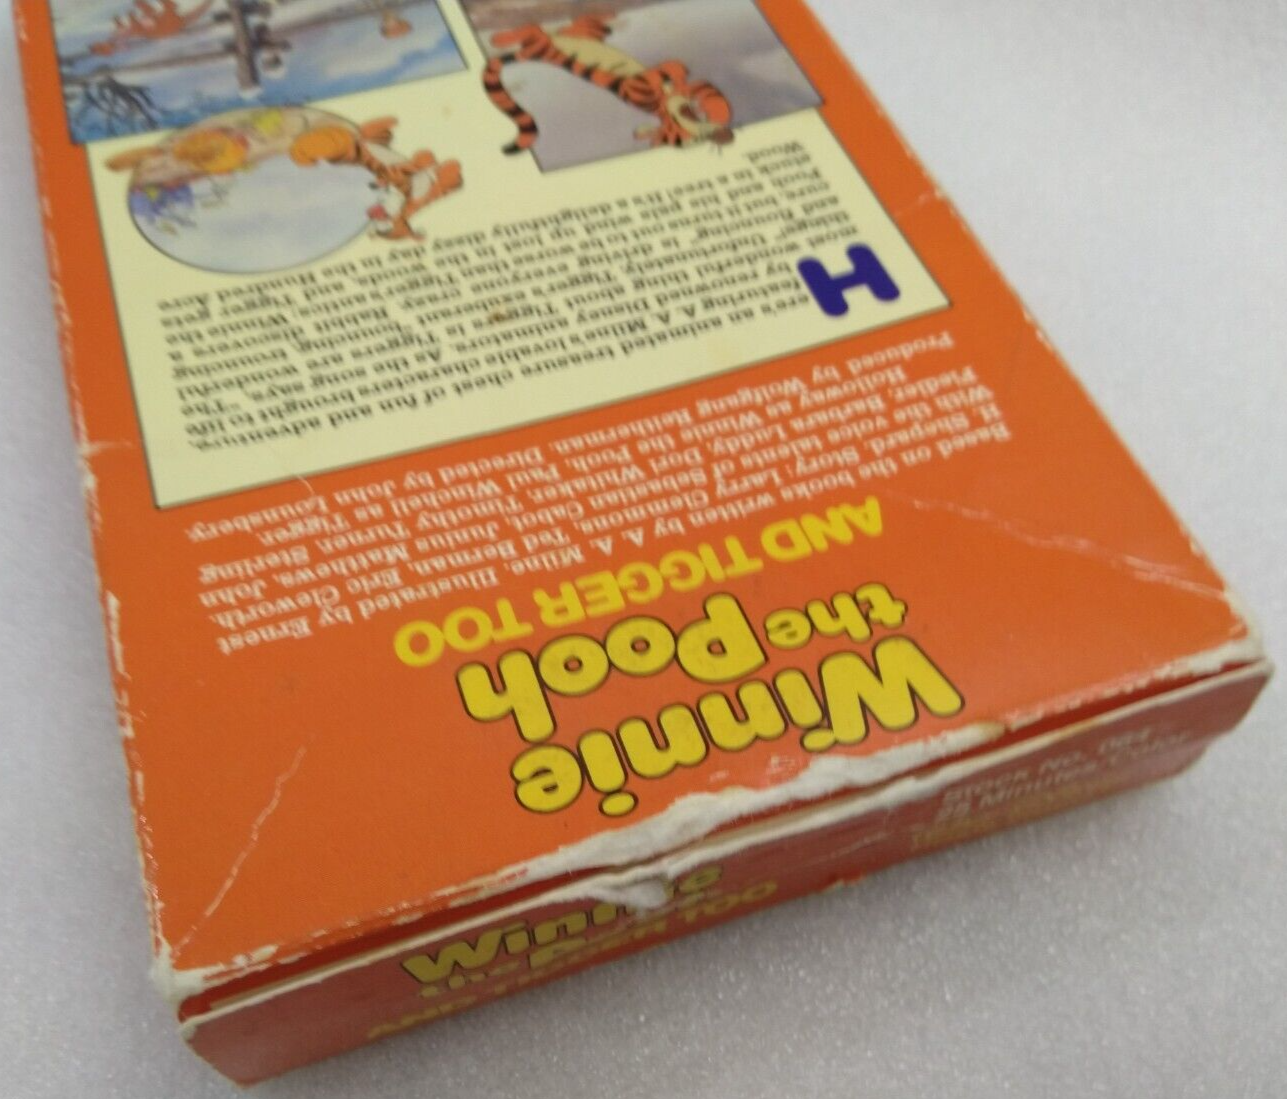 Winnie
the Pooh
AND TIGGER TOO
Based on the books written by A. A. Milne. Illustrated by Ernest
H. Shepard. Story: Larry Clemmons, Ted Berman, Eric Cleworth.
With the voice talents of Sebastian Cabot, Junius Matthews, John
Fiedler, Barbara Luddy, Dori Whitaker, Timothy Turner, Sterling
Holloway as Winnie the Pooh, Paul Winchell as Tigger.
Produced by Wolfgang Reitherman. Directed by John Lounsbery.
Here's an animated treasure chest of fun and adventure,
featuring A.A. Milne's lovable characters brought to life
by renowned Disney animators. As the song says, "The
most wonderful thing about Tiggers is Tiggers are wonderful
things!" Unfortunately, Tigger's exuberant "bouncing, trouncing
and flouncing" is driving everyone crazy. Rabbit discovers a
cure, but it turns out to be worse than Tigger's antics; Winnie the
Pooh and his pals wind up lost in the woods, and Tigger gets
stuck in a tree! It's a delightfully dizzy day in the Hundred Acre
Wood.
Winnie
the Pooh
AND TIGGER TOO